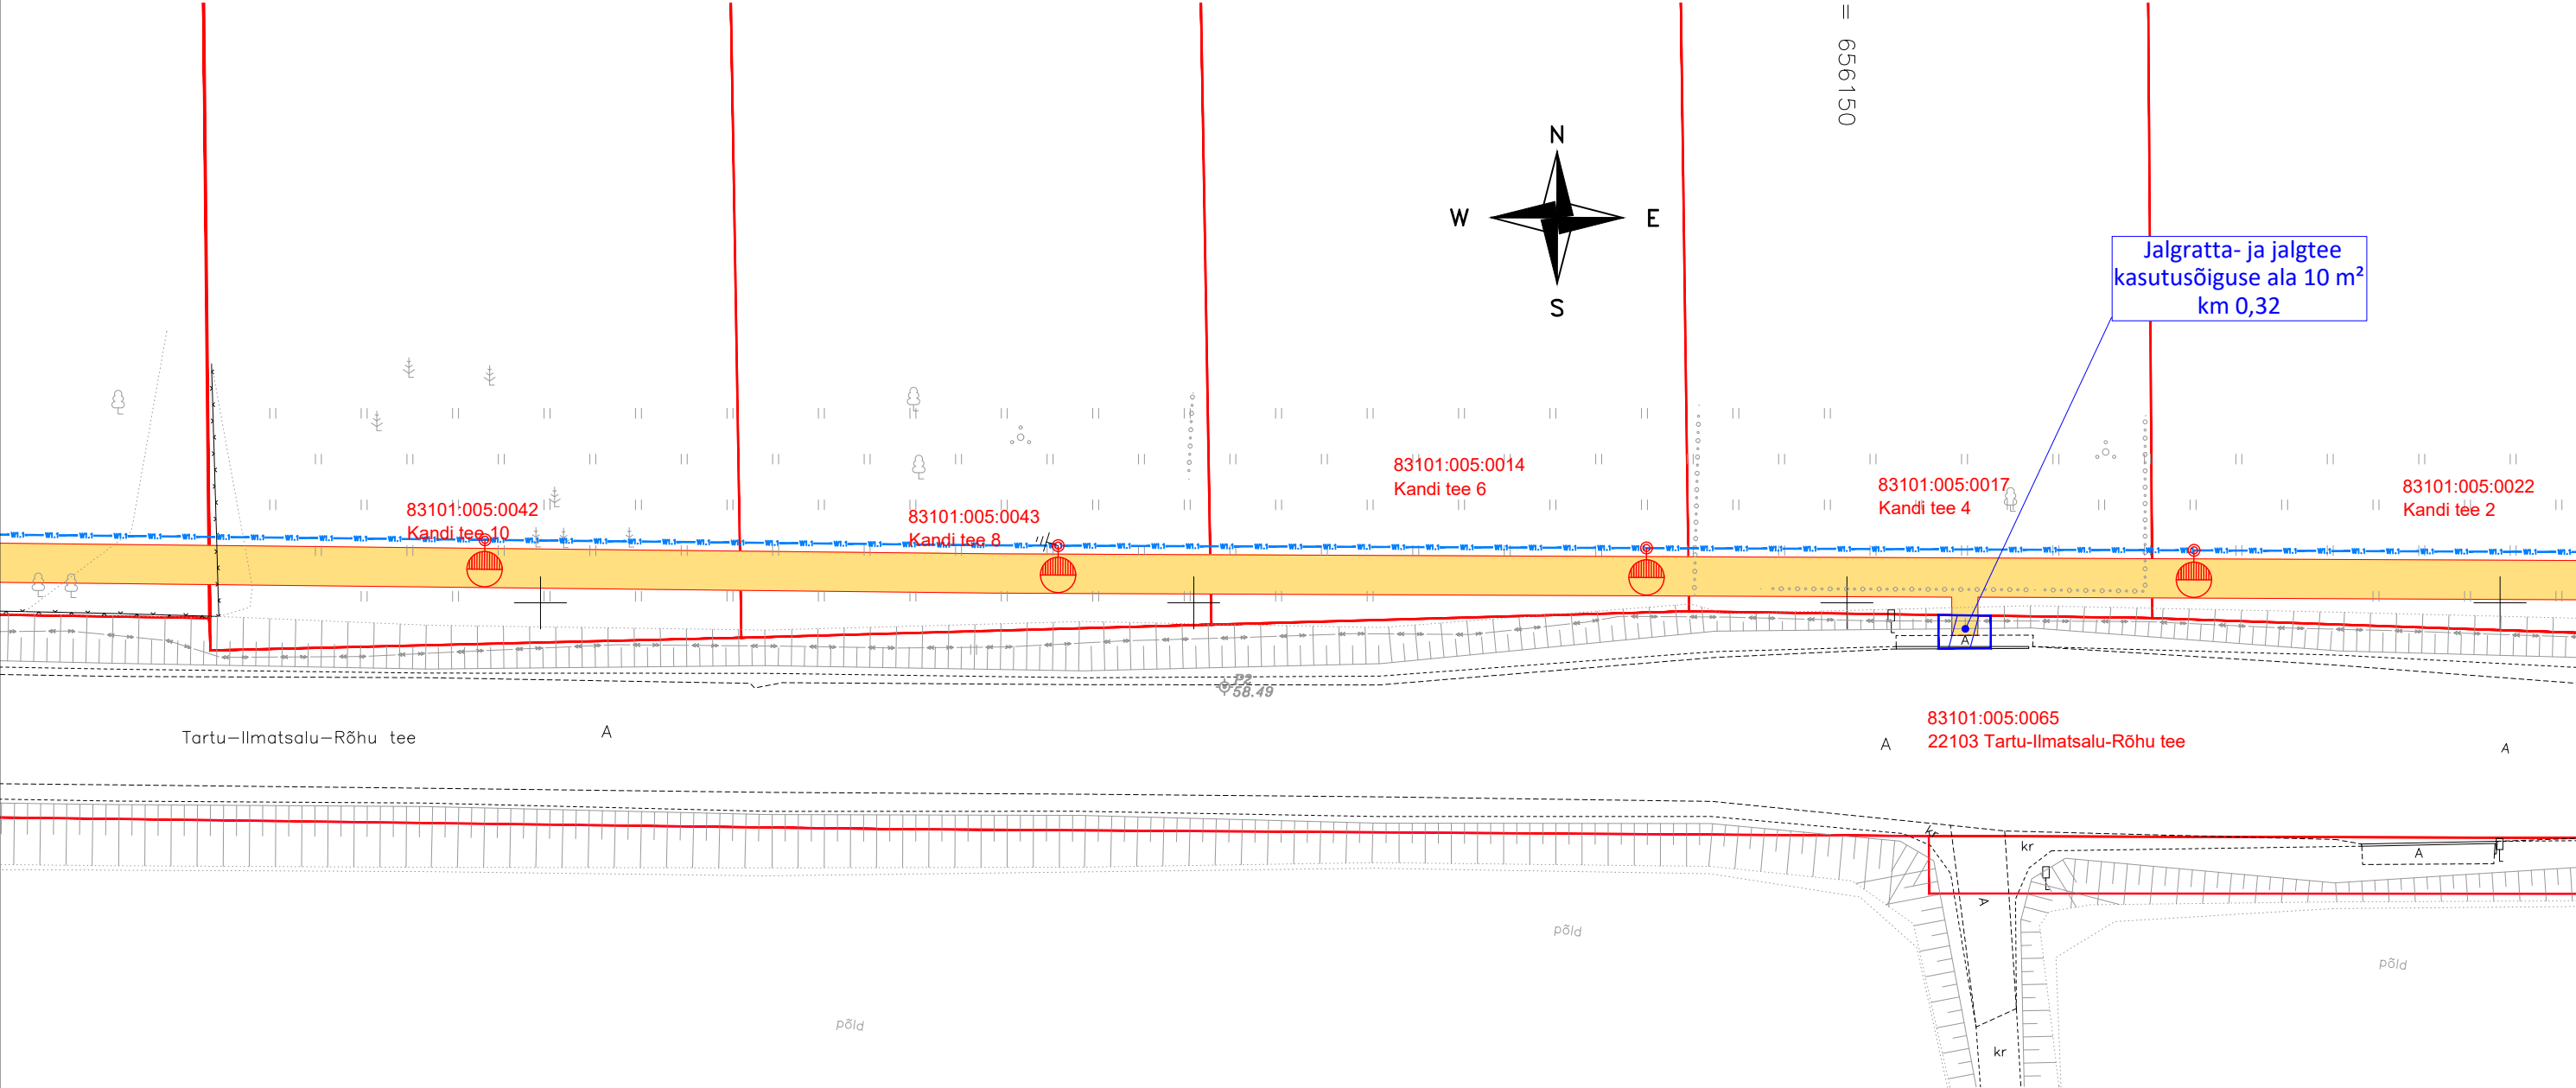 = 656150
N
W E
S
Jalgratta- ja jalgtee
kasutusõiguse ala 10 m²
km 0,32
83101:005:0042
Kandi tee 10
83101:005:0043
Kandi tee 8
83101:005:0014
Kandi tee 6
83101:005:0017
Kandi tee 4
83101:005:0022
Kandi tee 2
A
P2
58.49
Tartu-Ilmatsalu-Rõhu tee
A
A
A
83101:005:0065
22103 Tartu-Ilmatsalu-Rõhu tee
kr
kr
A
A
põld
põld
põld
kr